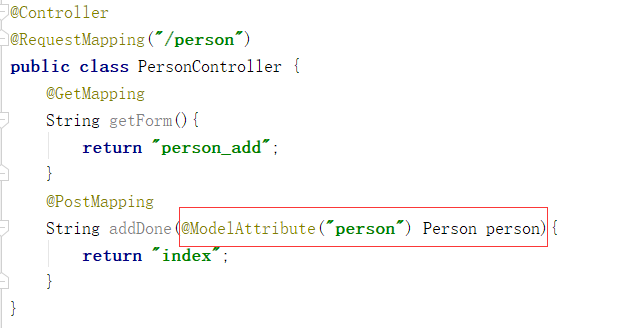 @Controller
@RequestMapping("/person")
public class PersonController {
@GetMapping
String getForm(){
return "person_add";
}
@PostMapping
String addDone(@ModelAttribute("person") Person person){
return "index";
}
}